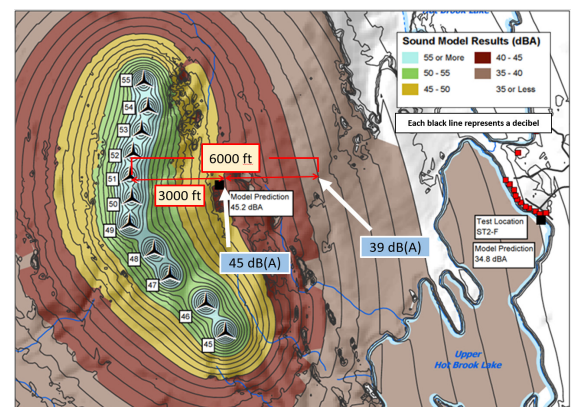 Hot Brook Lake
Sound Model Results (dBA)
55 or More
50 - 55
45 - 50
40 - 45
35 - 40
35 or Less
Each black line represents a decibel
55
54
53
52
51
50
49
48
47
46
45
6000 ft
3000 ft
Model Prediction
45.2 dBA
45 dB(A)
39 dB(A)
Test Location
ST2-F
Model Prediction
34.8 dBA
Upper
Hot Brook Lake